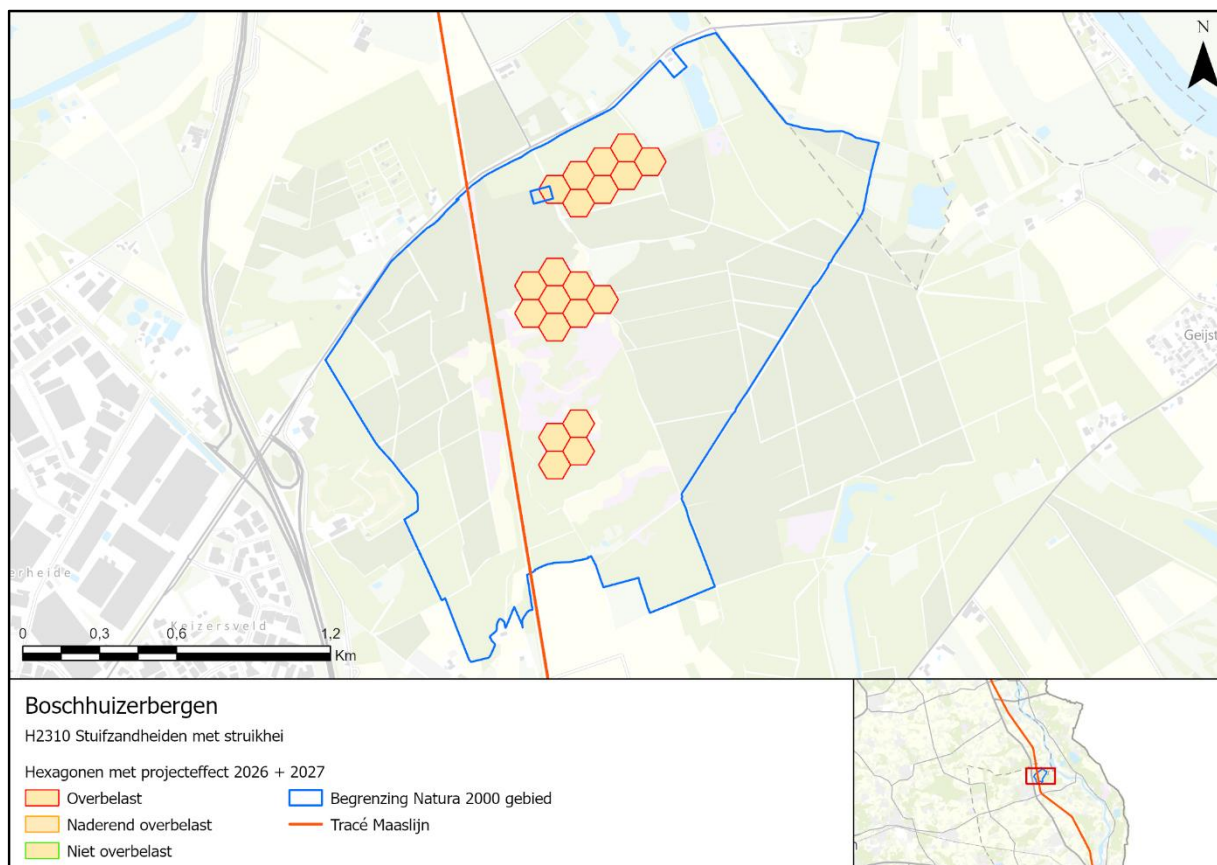 N
Geijst
erheide
Keizersveld
0 0,3 0,6 1,2
Km
Boschhuizerbergen
H2310 Stuifzandheiden met struikhei
Hexagonen met projecteffect 2026 + 2027
Overbelast
Naderend overbelast
Niet overbelast
Begrenzing Natura 2000 gebied
Tracé Maaslijn